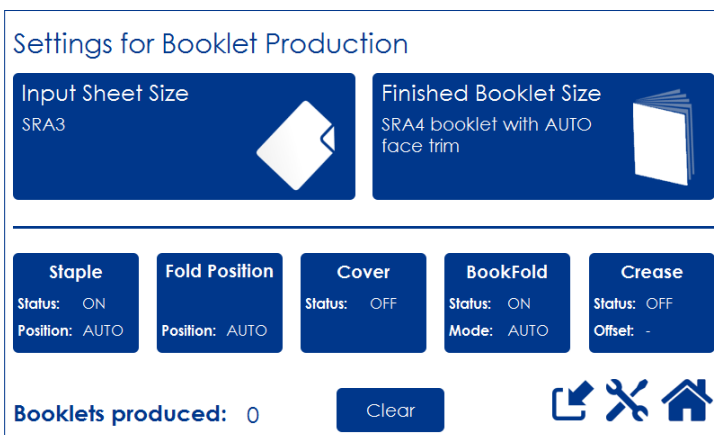 Settings for Booklet Production
Input Sheet Size
SRA3
Finished Booklet Size
SRA4 booklet with AUTO
face trim
Staple
Status: ON
Position: AUTO
Fold Position
Position: AUTO
Cover
Status: OFF
BookFold
Status: ON
Mode: AUTO
Crease
Status: OFF
Offset: -
Booklets produced: 0
Clear